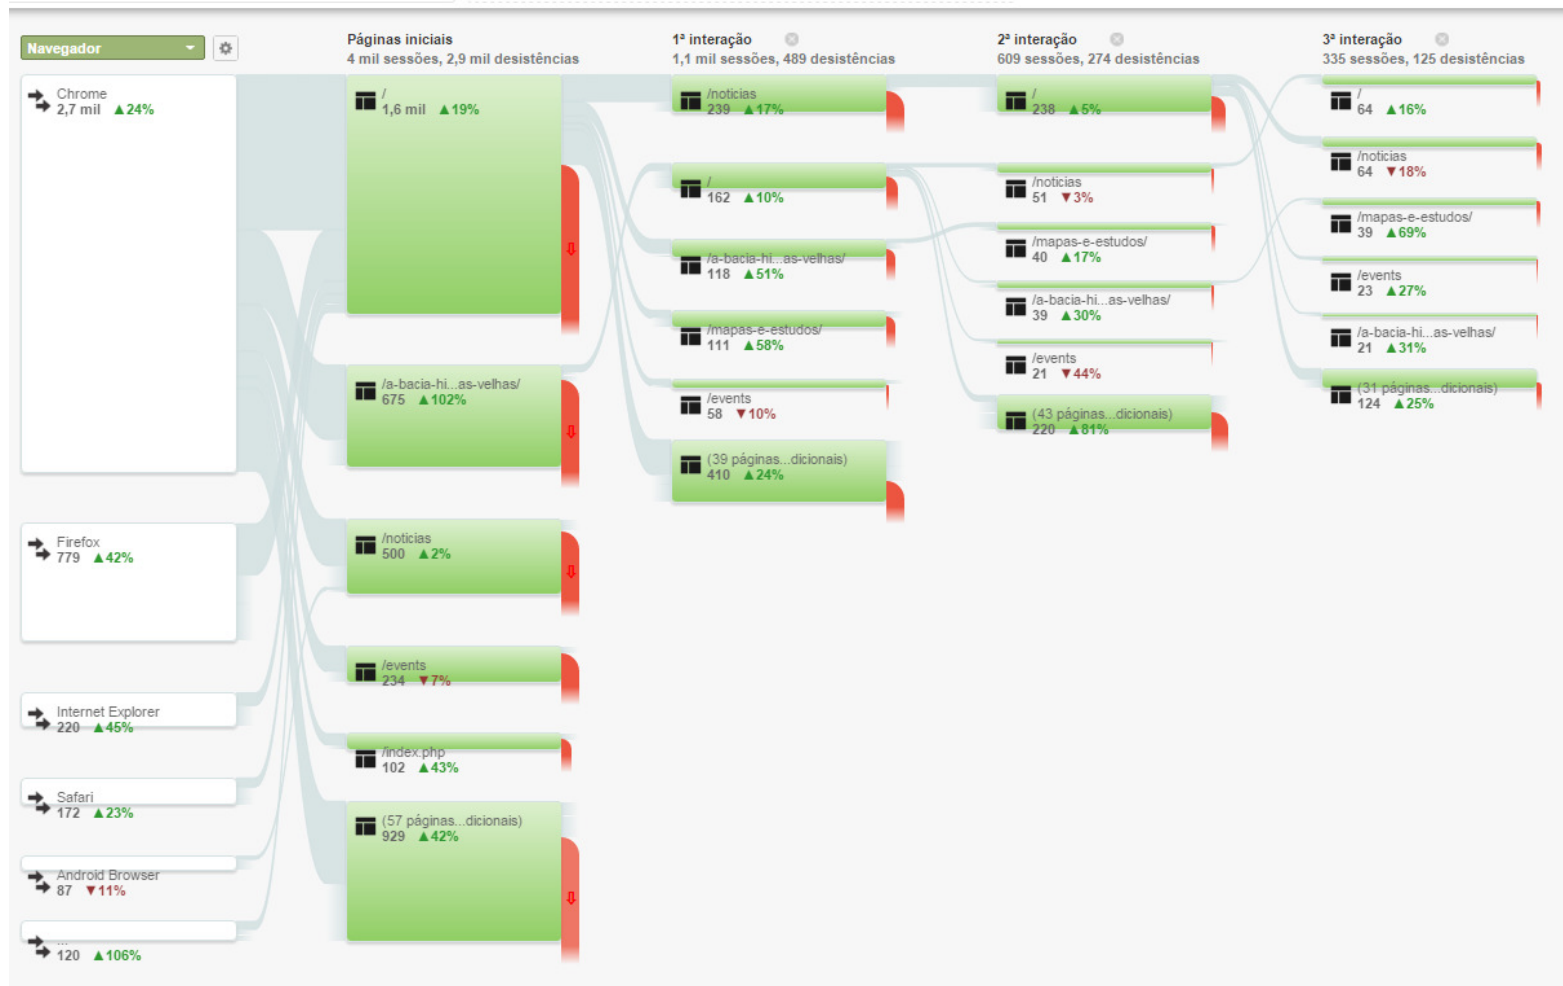 Navegador
Chrome
2,7 mil ▲24%
Firefox
779 ▲42%
Internet Explorer
220 ▲45%
Safari
172 ▲23%
Android Browser
87 ▼11%
...
120 ▲106%
Páginas iniciais
4 mil sessões, 2,9 mil desistências
/
1,6 mil ▲19%
/a-bacia-hi...as-velhas/
675 ▲102%
/noticias
500 ▲2%
/events
234 ▼7%
/index.php
102 ▲43%
(57 páginas...dicionais)
929 ▲42%
1ª interação
1,1 mil sessões, 489 desistências
/noticias
239 ▲17%
/
162 ▲10%
/a-bacia-hi...as-velhas/
118 ▲51%
/mapas-e-estudos/
111 ▲58%
/events
58 ▼10%
(39 páginas...dicionais)
410 ▲24%
2ª interação
609 sessões, 274 desistências
/
238 ▲5%
/noticias
51 ▼3%
/mapas-e-estudos/
40 ▲17%
/a-bacia-hi...as-velhas/
39 ▲30%
/events
21 ▼44%
(43 páginas...dicionais)
220 ▲81%
3ª interação
335 sessões, 125 desistências
/
64 ▲16%
/noticias
64 ▼18%
/mapas-e-estudos/
39 ▲69%
/events
23 ▲27%
/a-bacia-hi...as-velhas/
21 ▲31%
(31 páginas...dicionais)
124 ▲25%